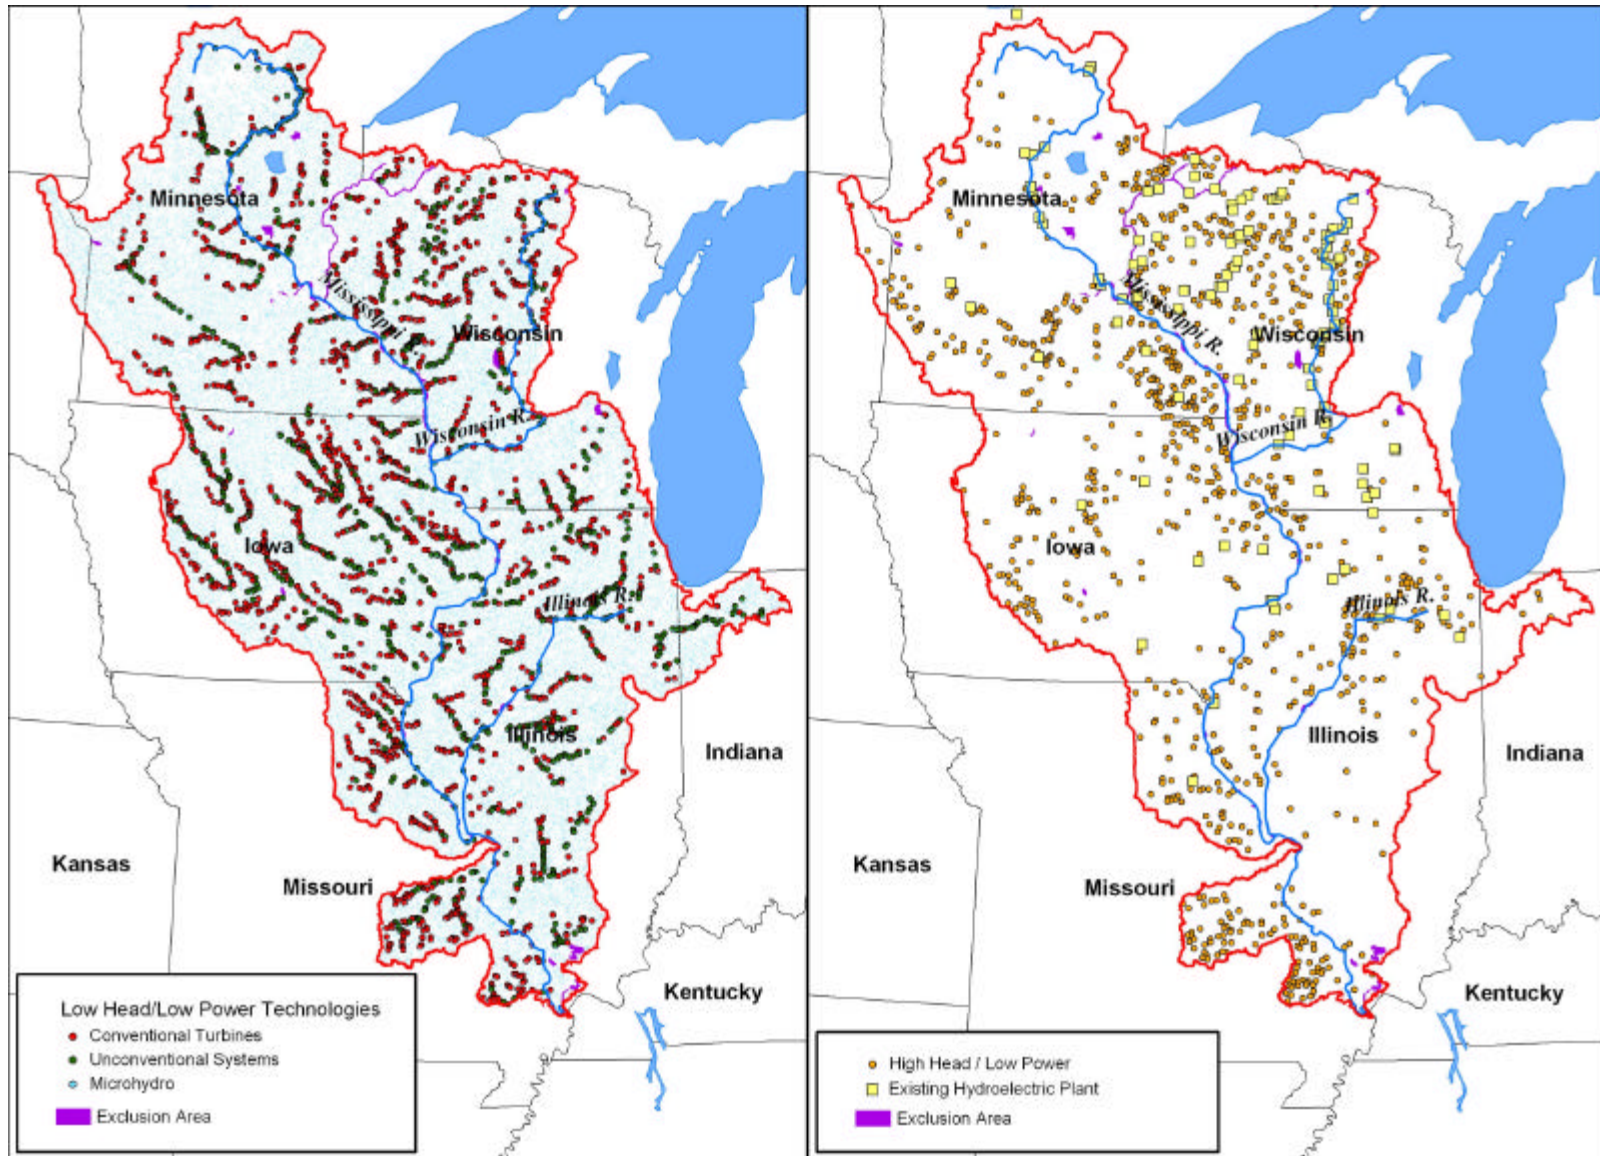 Minnesota
Mississippi R.
Wisconsin
Wisconsin R.
Iowa
Illinois R.
Illinois
Indiana
Kansas
Missouri
Kentucky
Low Head/Low Power Technologies
Conventional Turbines
Unconventional Systems
Microhydro
Exclusion Area
Minnesota
Mississippi R.
Wisconsin
Wisconsin R.
Iowa
Illinois R.
Illinois
Indiana
Kansas
Missouri
Kentucky
High Head / Low Power
Existing Hydroelectric Plant
Exclusion Area